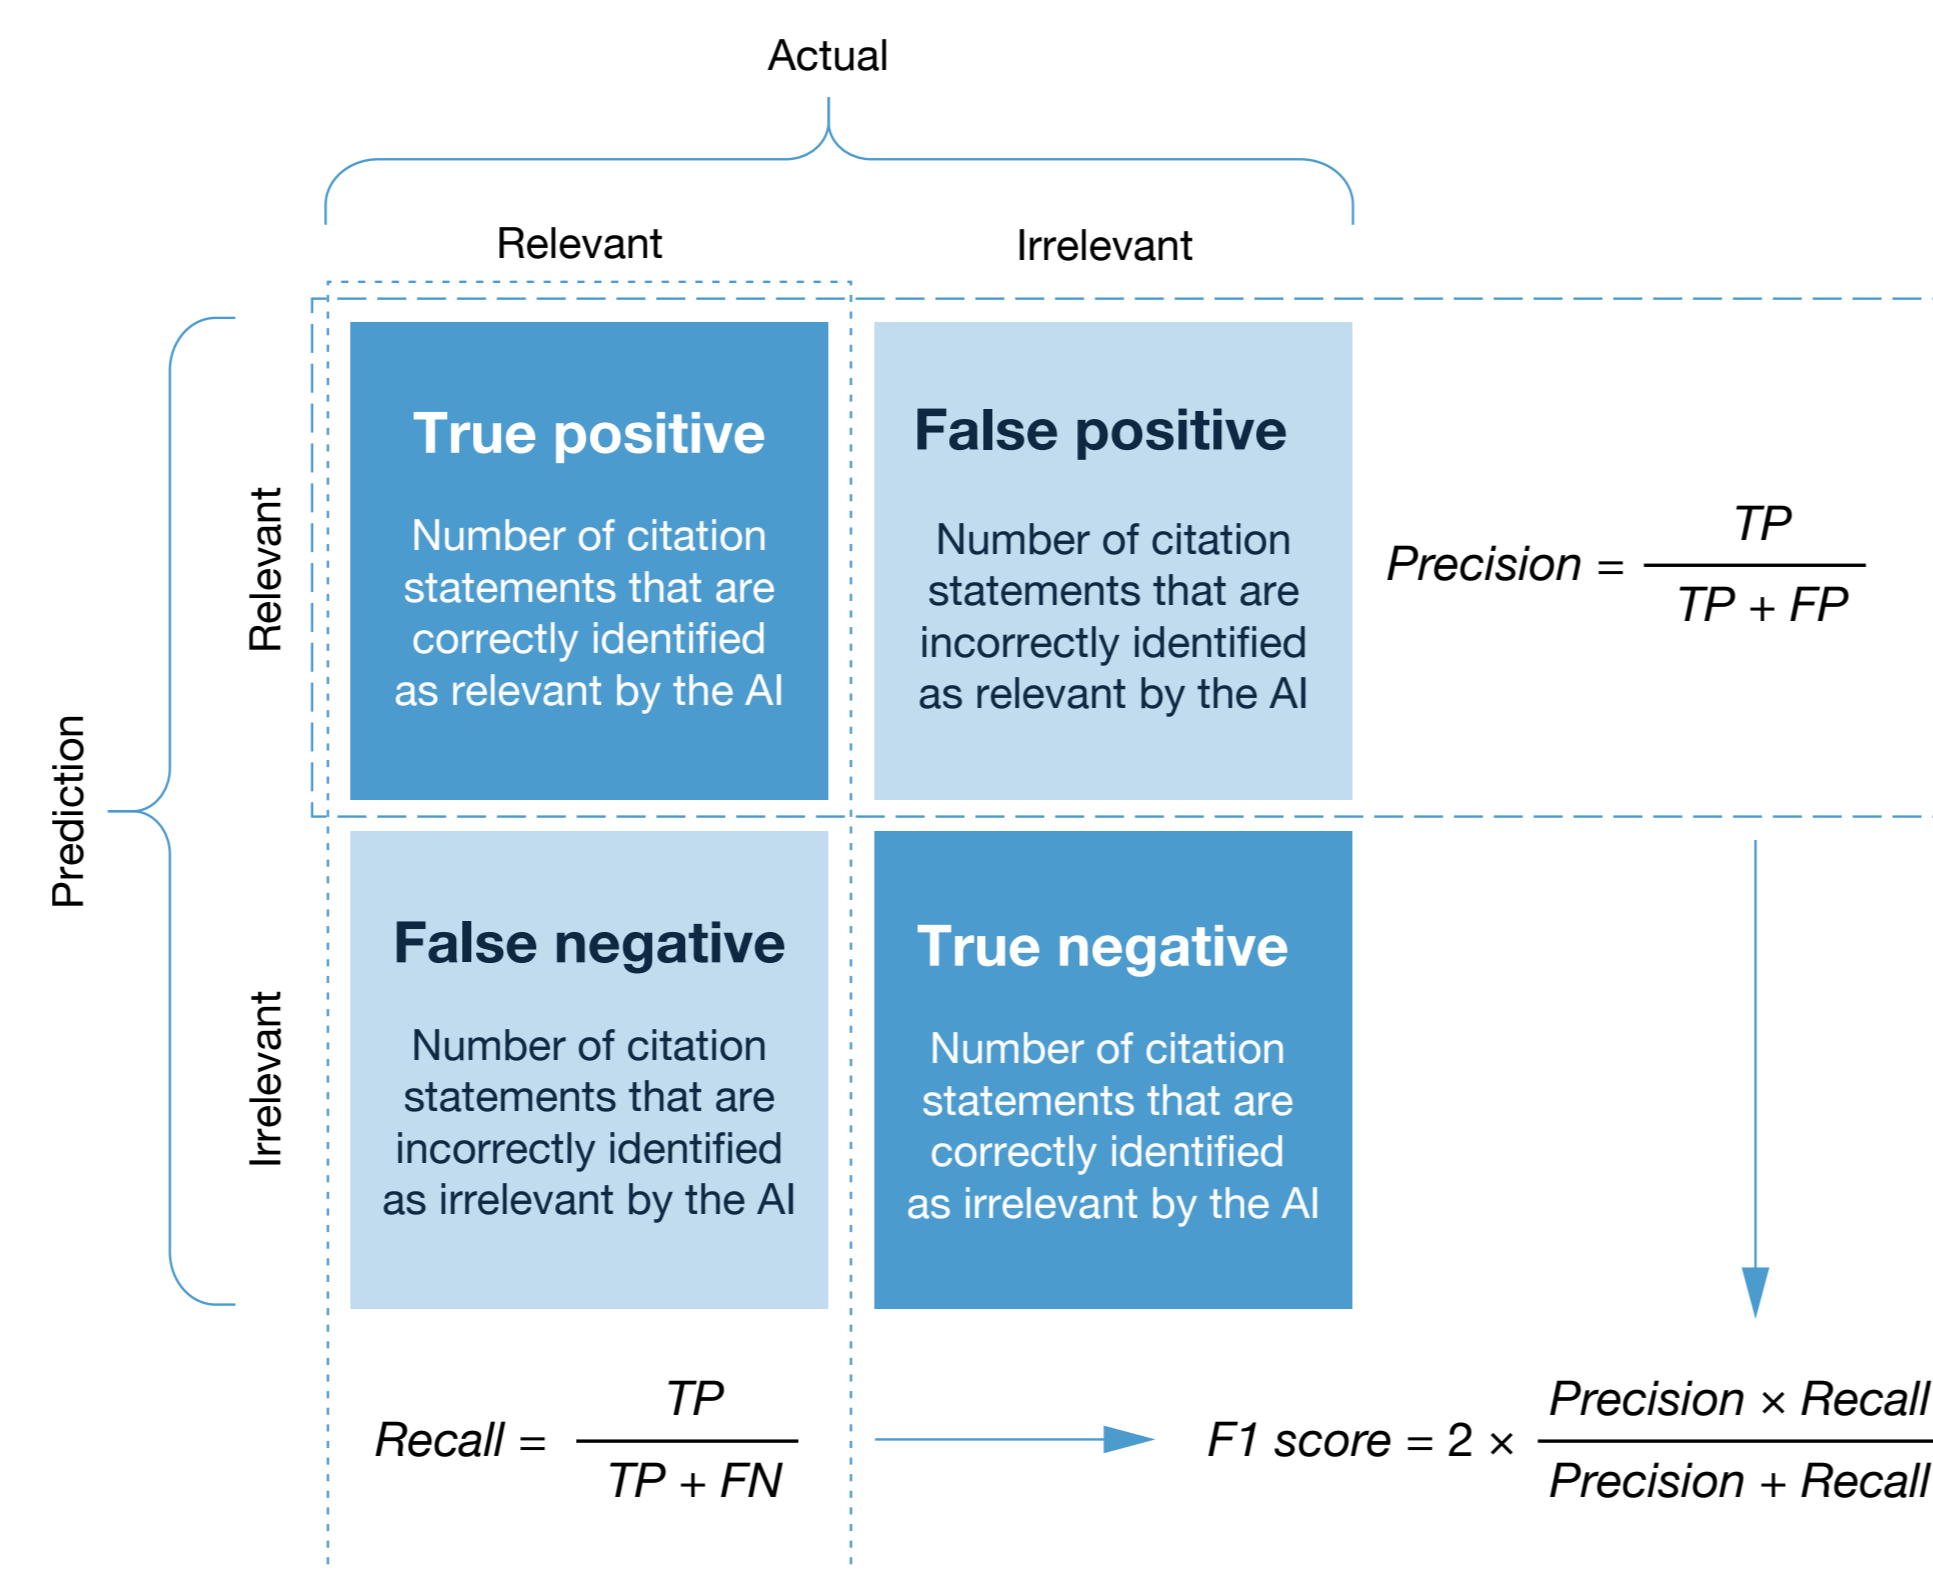 Actual
Relevant
Irrelevant
Prediction
Relevant
True positive
Number of citation
statements that are
correctly identified
as relevant by the AI
False positive
Number of citation
statements that are
incorrectly identified
as relevant by the AI
Precision = TP / TP + FP
Irrelevant
False negative
Number of citation
statements that are
incorrectly identified
as irrelevant by the AI
True negative
Number of citation
statements that are
correctly identified
as irrelevant by the AI
Recall = TP / TP + FN
F1 score = 2 × Precision × Recall / Precision + Recall